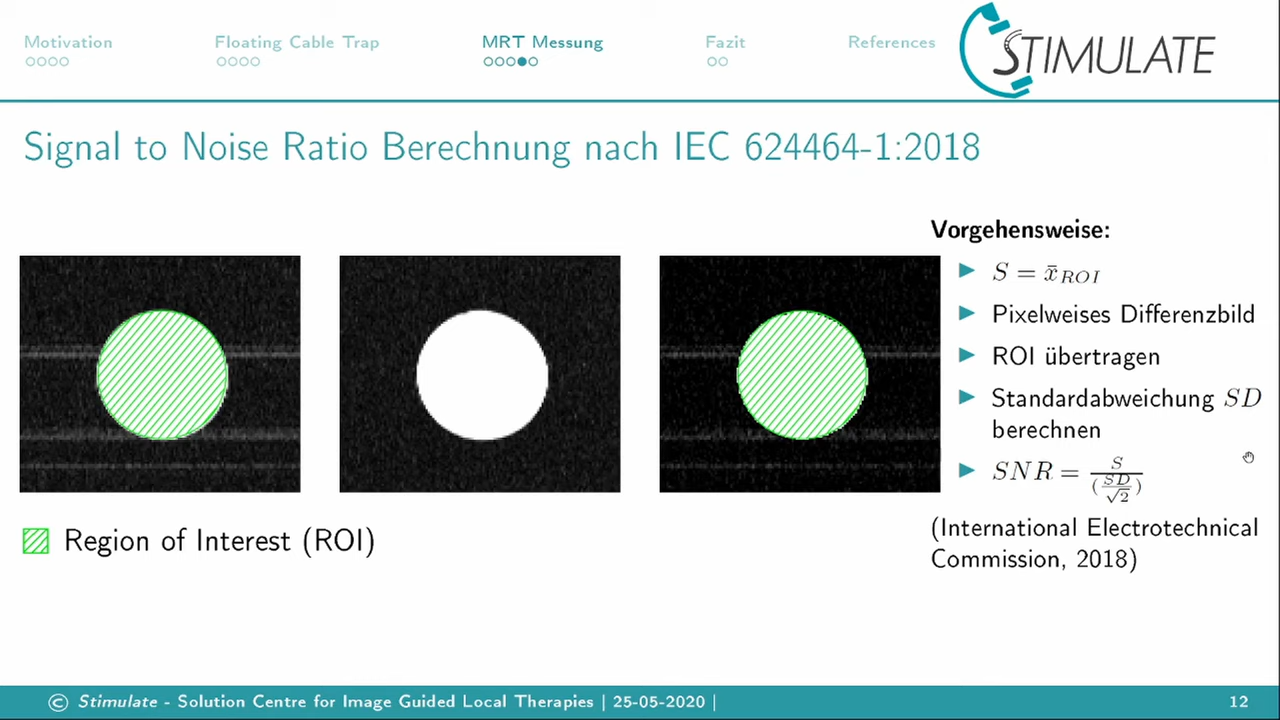 Motivation
Floating Cable Trap
MRT Messung
Fazit
References
STIMULATE
Signal to Noise Ratio Berechnung nach IEC 624464-1:2018
Vorgehensweise:
S = x̄_ROI
Pixelweises Differenzbild
ROI übertragen
Standardabweichung SD
berechnen
SNR = S / (SD / √2)
(International Electrotechnical
Commission, 2018)
Region of Interest (ROI)
© Stimulate - Solution Centre for Image Guided Local Therapies | 25-05-2020 |
12